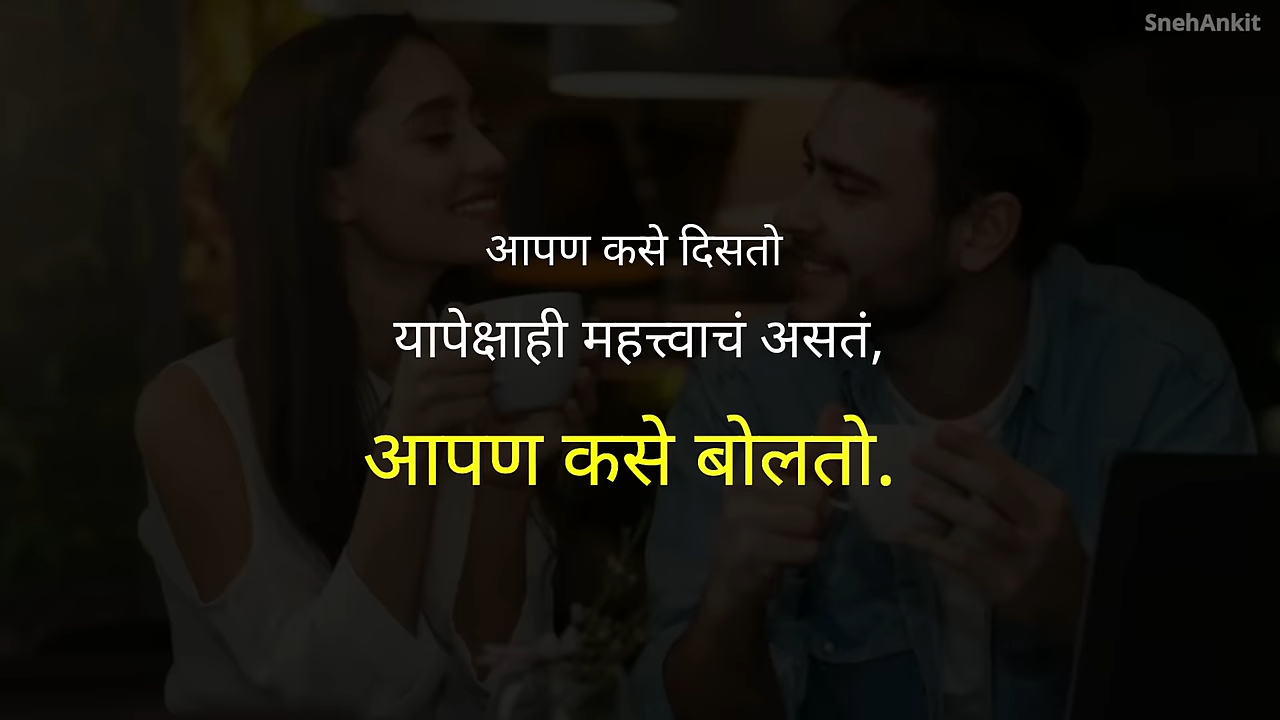 SnehAnkit
आपण कसे दिसतो
यापेक्षाही महत्त्वाचं असतं,
आपण कसे बोलतो.